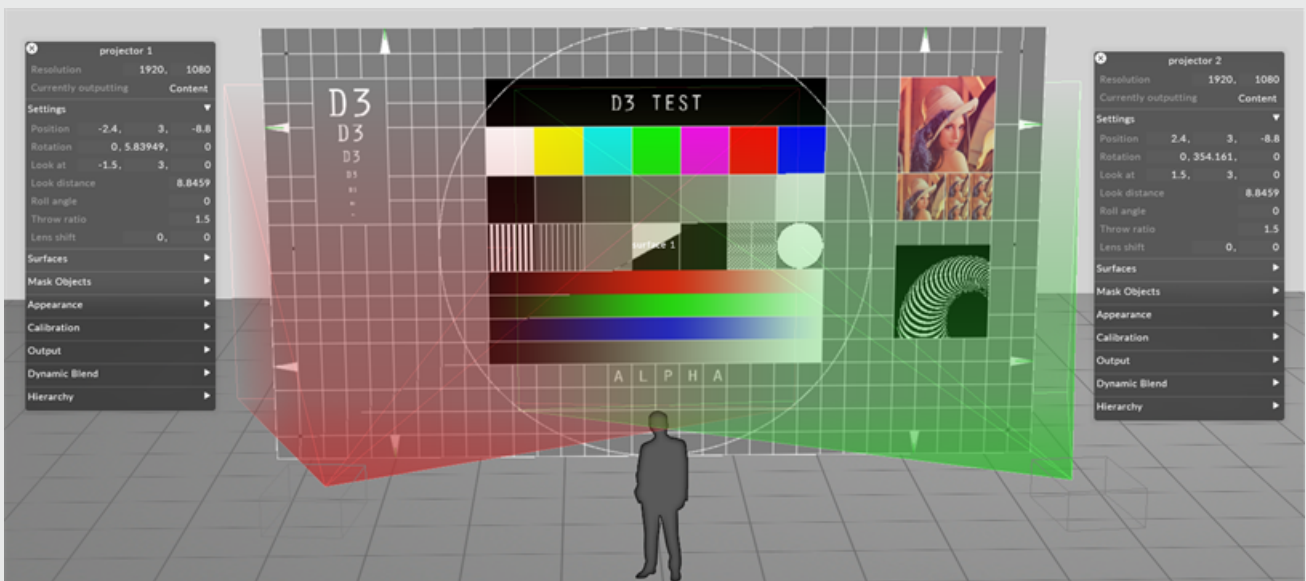 projector 1
Resolution 1920, 1080
Currently outputting Content
Settings
Position -2.4, 3, -8.8
Rotation 0, 5.83949, 0
Look at -1.5, 3, 0
Look distance 8.8459
Roll angle 0
Throw ratio 1.5
Lens shift 0, 0
Surfaces
Mask Objects
Appearance
Calibration
Output
Dynamic Blend
Hierarchy
D3
D3
D3
D3
D3 TEST
surface 1
A L P H A
projector 2
Resolution 1920, 1080
Currently outputting Content
Settings
Position 2.4, 3, -8.8
Rotation 0, 354.161, 0
Look at 1.5, 3, 0
Look distance 8.8459
Roll angle 0
Throw ratio 1.5
Lens shift 0, 0
Surfaces
Mask Objects
Appearance
Calibration
Output
Dynamic Blend
Hierarchy